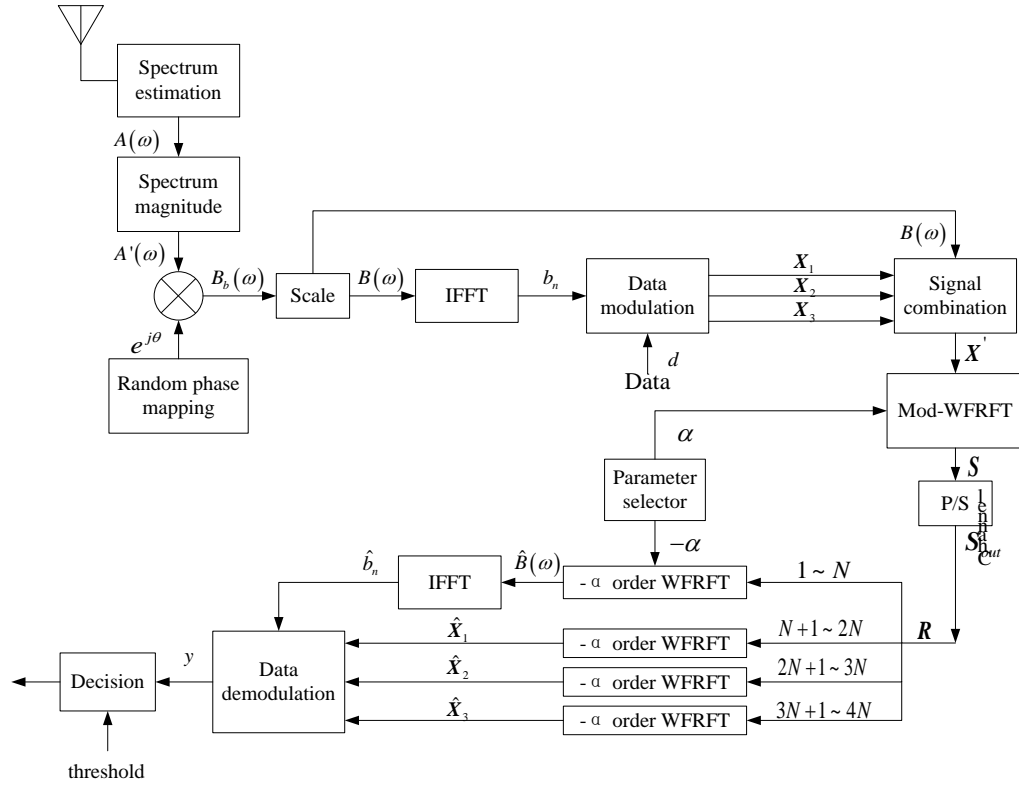 Spectrum
estimation
A(ω)
Spectrum
magnitude
A'(ω)
B_b(ω)
Scale
B(ω)
IFFT
b_n
Data
modulation
X_1
X_2
X_3
B(ω)
Signal
combination
e^{jθ}
Random phase
mapping
d
Data
X'
Mod-WFRFT
α
Parameter
selector
-α
S
P/S
Channel
S_out
R
1 ~ N
- α order WFRFT
B̂(ω)
IFFT
b̂_n
N+1 ~ 2N
- α order WFRFT
X̂_1
2N+1 ~ 3N
- α order WFRFT
X̂_2
3N+1 ~ 4N
- α order WFRFT
X̂_3
Data
demodulation
y
Decision
threshold